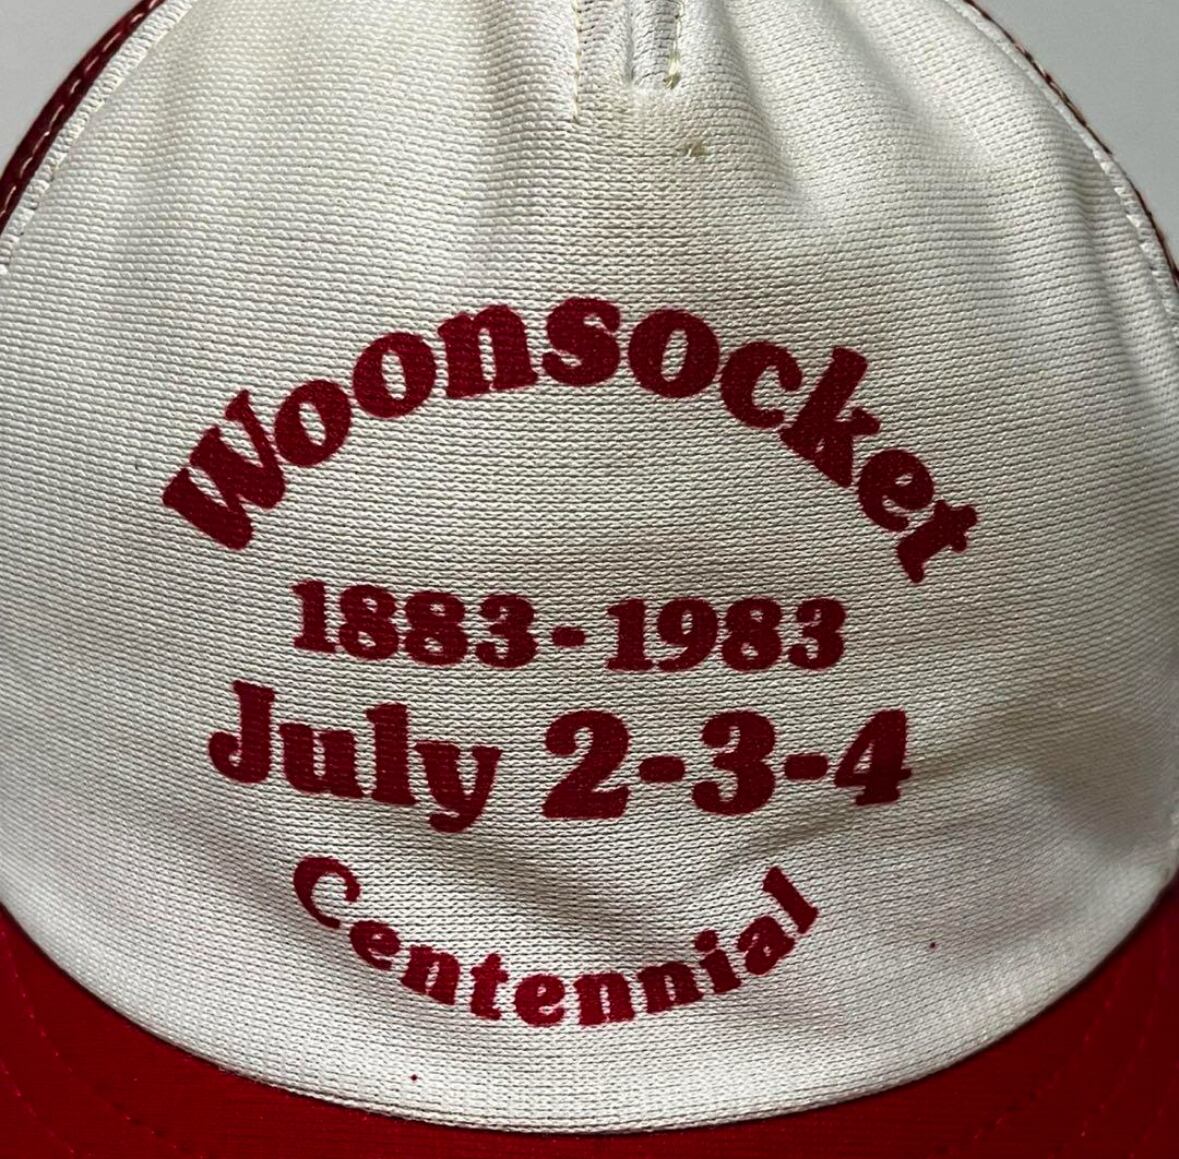 Woonsocket
1883-1983
July 2-3-4
Centennial